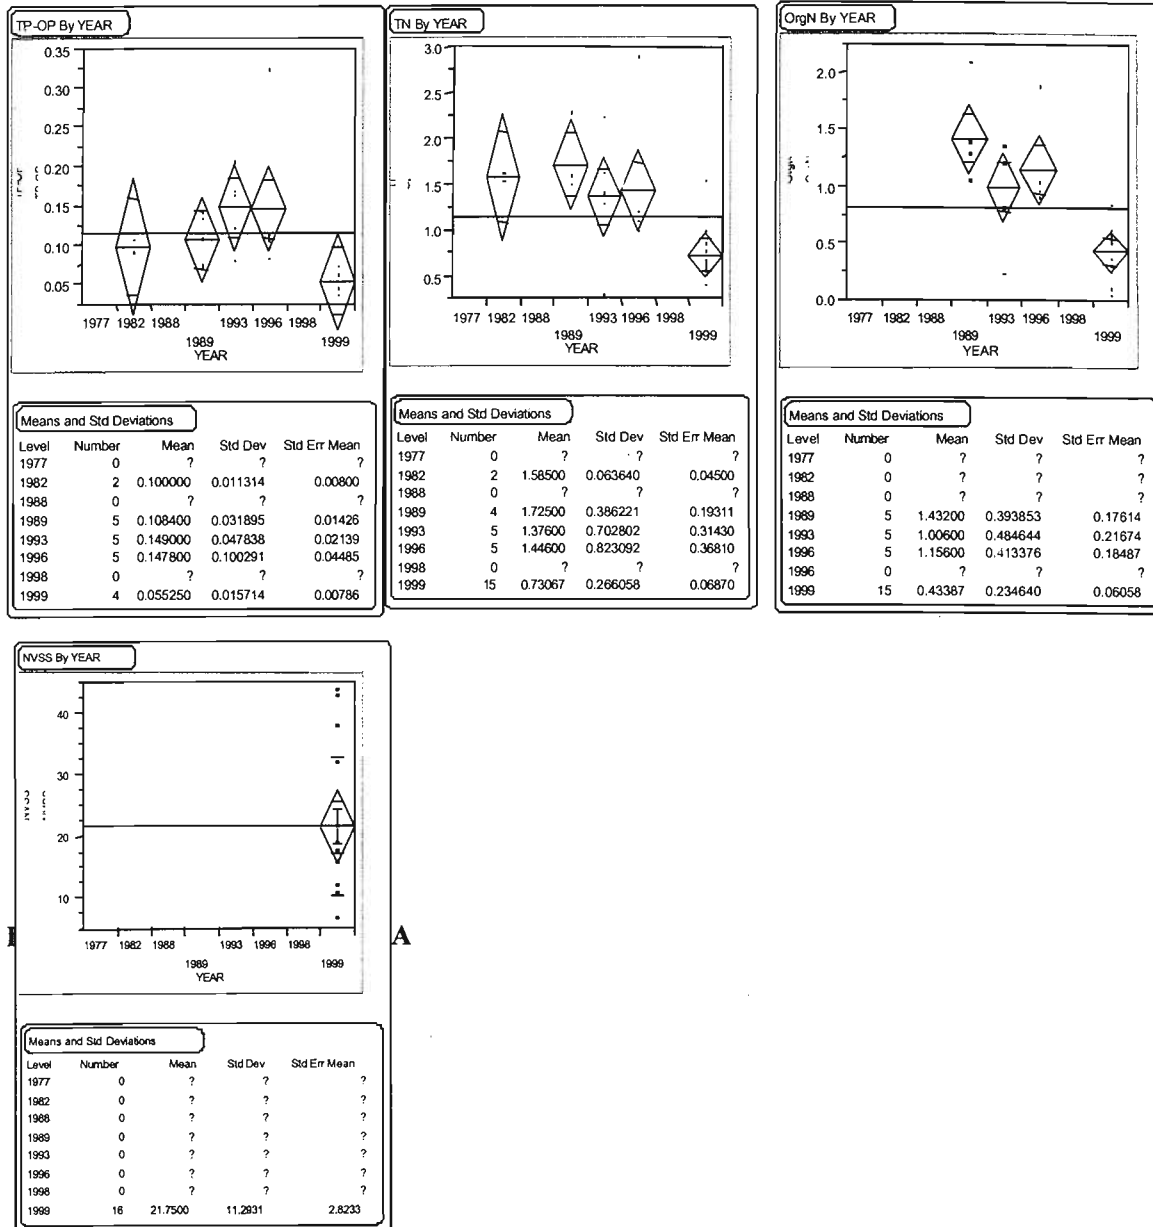 TP-OP By YEAR
0.35
0.30
0.25
0.20
0.15
0.10
0.05
1977 1982 1988 1993 1996 1998
1989 1999
YEAR
Means and Std Deviations
Level Number Mean Std Dev Std Err Mean
1977 0 ? ? ?
1982 2 0.100000 0.011314 0.00800
1988 0 ? ? ?
1989 5 0.108400 0.031895 0.01426
1993 5 0.149000 0.047838 0.02139
1996 5 0.147800 0.100291 0.04485
1998 0 ? ? ?
1999 4 0.055250 0.015714 0.00786
TN By YEAR
3.0
2.5
2.0
1.5
1.0
0.5
1977 1982 1988 1993 1996 1998
1989 1999
YEAR
Means and Std Deviations
Level Number Mean Std Dev Std Err Mean
1977 0 ? ? ?
1982 2 1.58500 0.063640 0.04500
1988 0 ? ? ?
1989 4 1.72500 0.386221 0.19311
1993 5 1.37600 0.702802 0.31430
1996 5 1.44600 0.823092 0.36810
1998 0 ? ? ?
1999 15 0.73067 0.266058 0.06870
OrgN By YEAR
2.0
1.5
1.0
0.5
0.0
1977 1982 1988 1993 1996 1998
1989 1999
YEAR
Means and Std Deviations
Level Number Mean Std Dev Std Err Mean
1977 0 ? ? ?
1982 0 ? ? ?
1988 0 ? ? ?
1989 5 1.43200 0.393853 0.17614
1993 5 1.00600 0.484644 0.21674
1996 5 1.15600 0.413376 0.18487
1996 0 ? ? ?
1999 15 0.43387 0.234640 0.06058
NVSS By YEAR
40
30
20
10
NVSS
1977 1982 1988 1993 1996 1998
1989 1999
YEAR
A
Means and Std Deviations
Level Number Mean Std Dev Std Err Mean
1977 0 ? ? ?
1982 0 ? ? ?
1988 0 ? ? ?
1989 0 ? ? ?
1993 0 ? ? ?
1996 0 ? ? ?
1998 0 ? ? ?
1999 16 21.7500 11.2931 2.8233